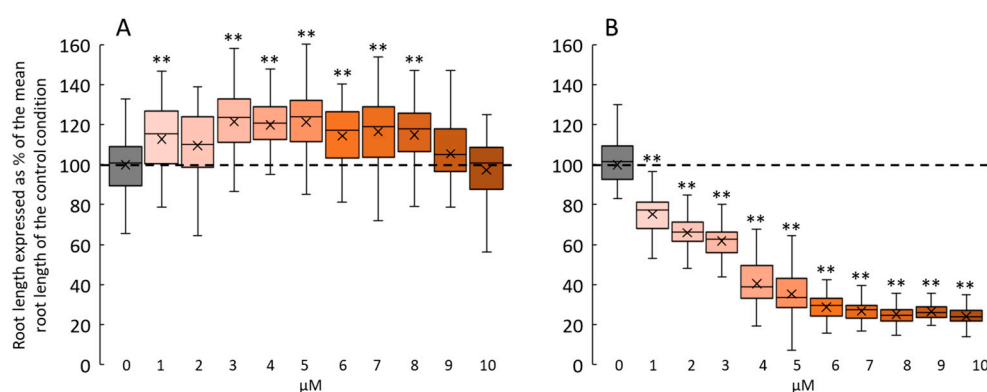 A
B
Root length expressed as % of the mean
root length of the control condition
160
140
120
100
80
60
40
20
0
** ** ** ** ** ** **
0 1 2 3 4 5 6 7 8 9 10
μM
160
140
120
100
80
60
40
20
0
** ** ** ** ** ** ** ** ** **
0 1 2 3 4 5 6 7 8 9 10
μM